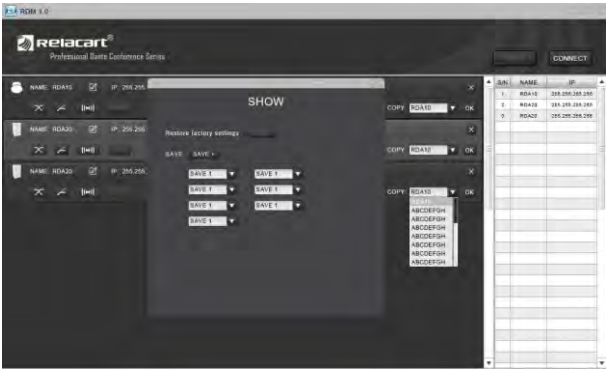 RDM 1.0
Relacart®
Professional Dante Conference Series
CONNECT
NAME: RDA10 IP: 255.255
COPY: RDA10 OK
NAME: RDA20 IP: 255.255
COPY: RDA10 OK
NAME: RDA20 IP: 255.255
COPY: RDA10 OK
RDA10
ABCDEFGH
ABCDEFGH
ABCDEFGH
ABCDEFGH
ABCDEFGH
ABCDEFGH
SHOW
Restore factory settings
SAVE SAVE +
SAVE 1 SAVE 1
SAVE 1 SAVE 1
SAVE 1 SAVE 1
SAVE 1
S/N NAME IP
1 RDA10 255.255.255.255
2 RDA20 255.255.255.255
3 RDA20 255.255.255.255